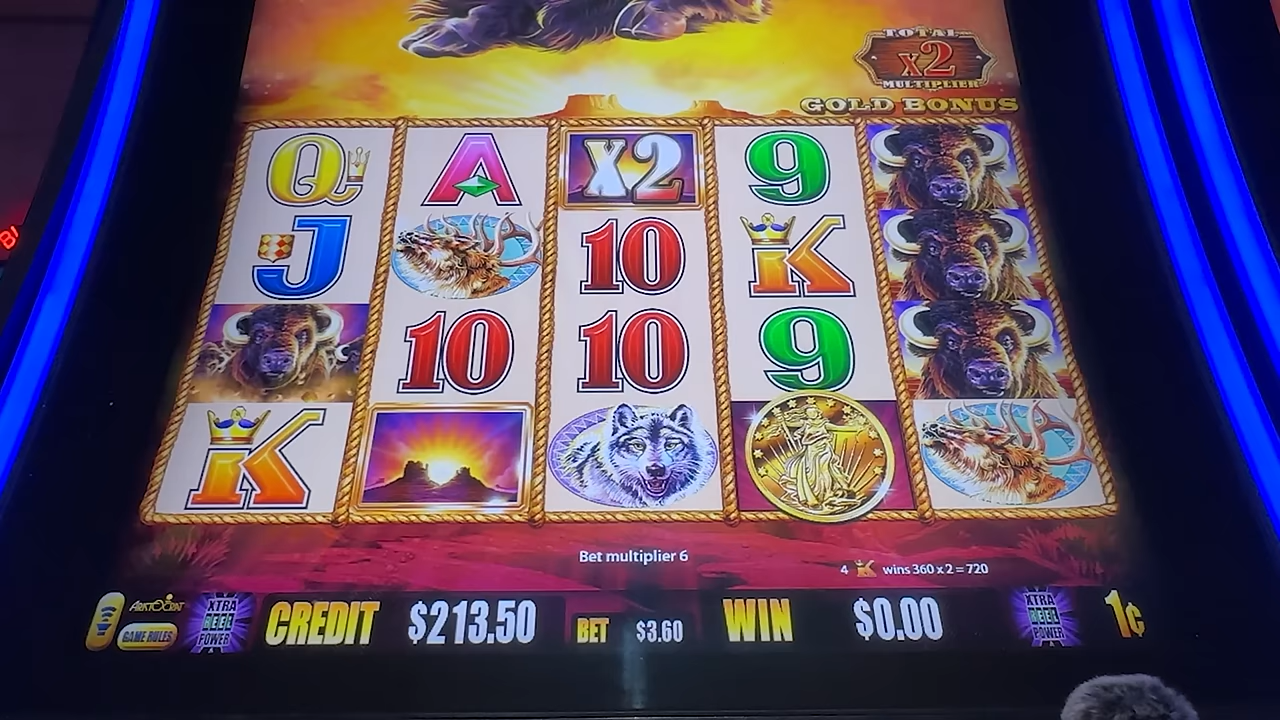 TOTAL
x2
MULTIPLIER
GOLD BONUS
Q A X2 9
J 10 K
10 10 9
K
Bet multiplier 6
4 K wins 360 x 2 = 720
ARISTOCRAT
GAME RULES
XTRA
REEL
POWER
CREDIT $213.50 BET $3.60 WIN $0.00
XTRA
REEL
POWER
1¢